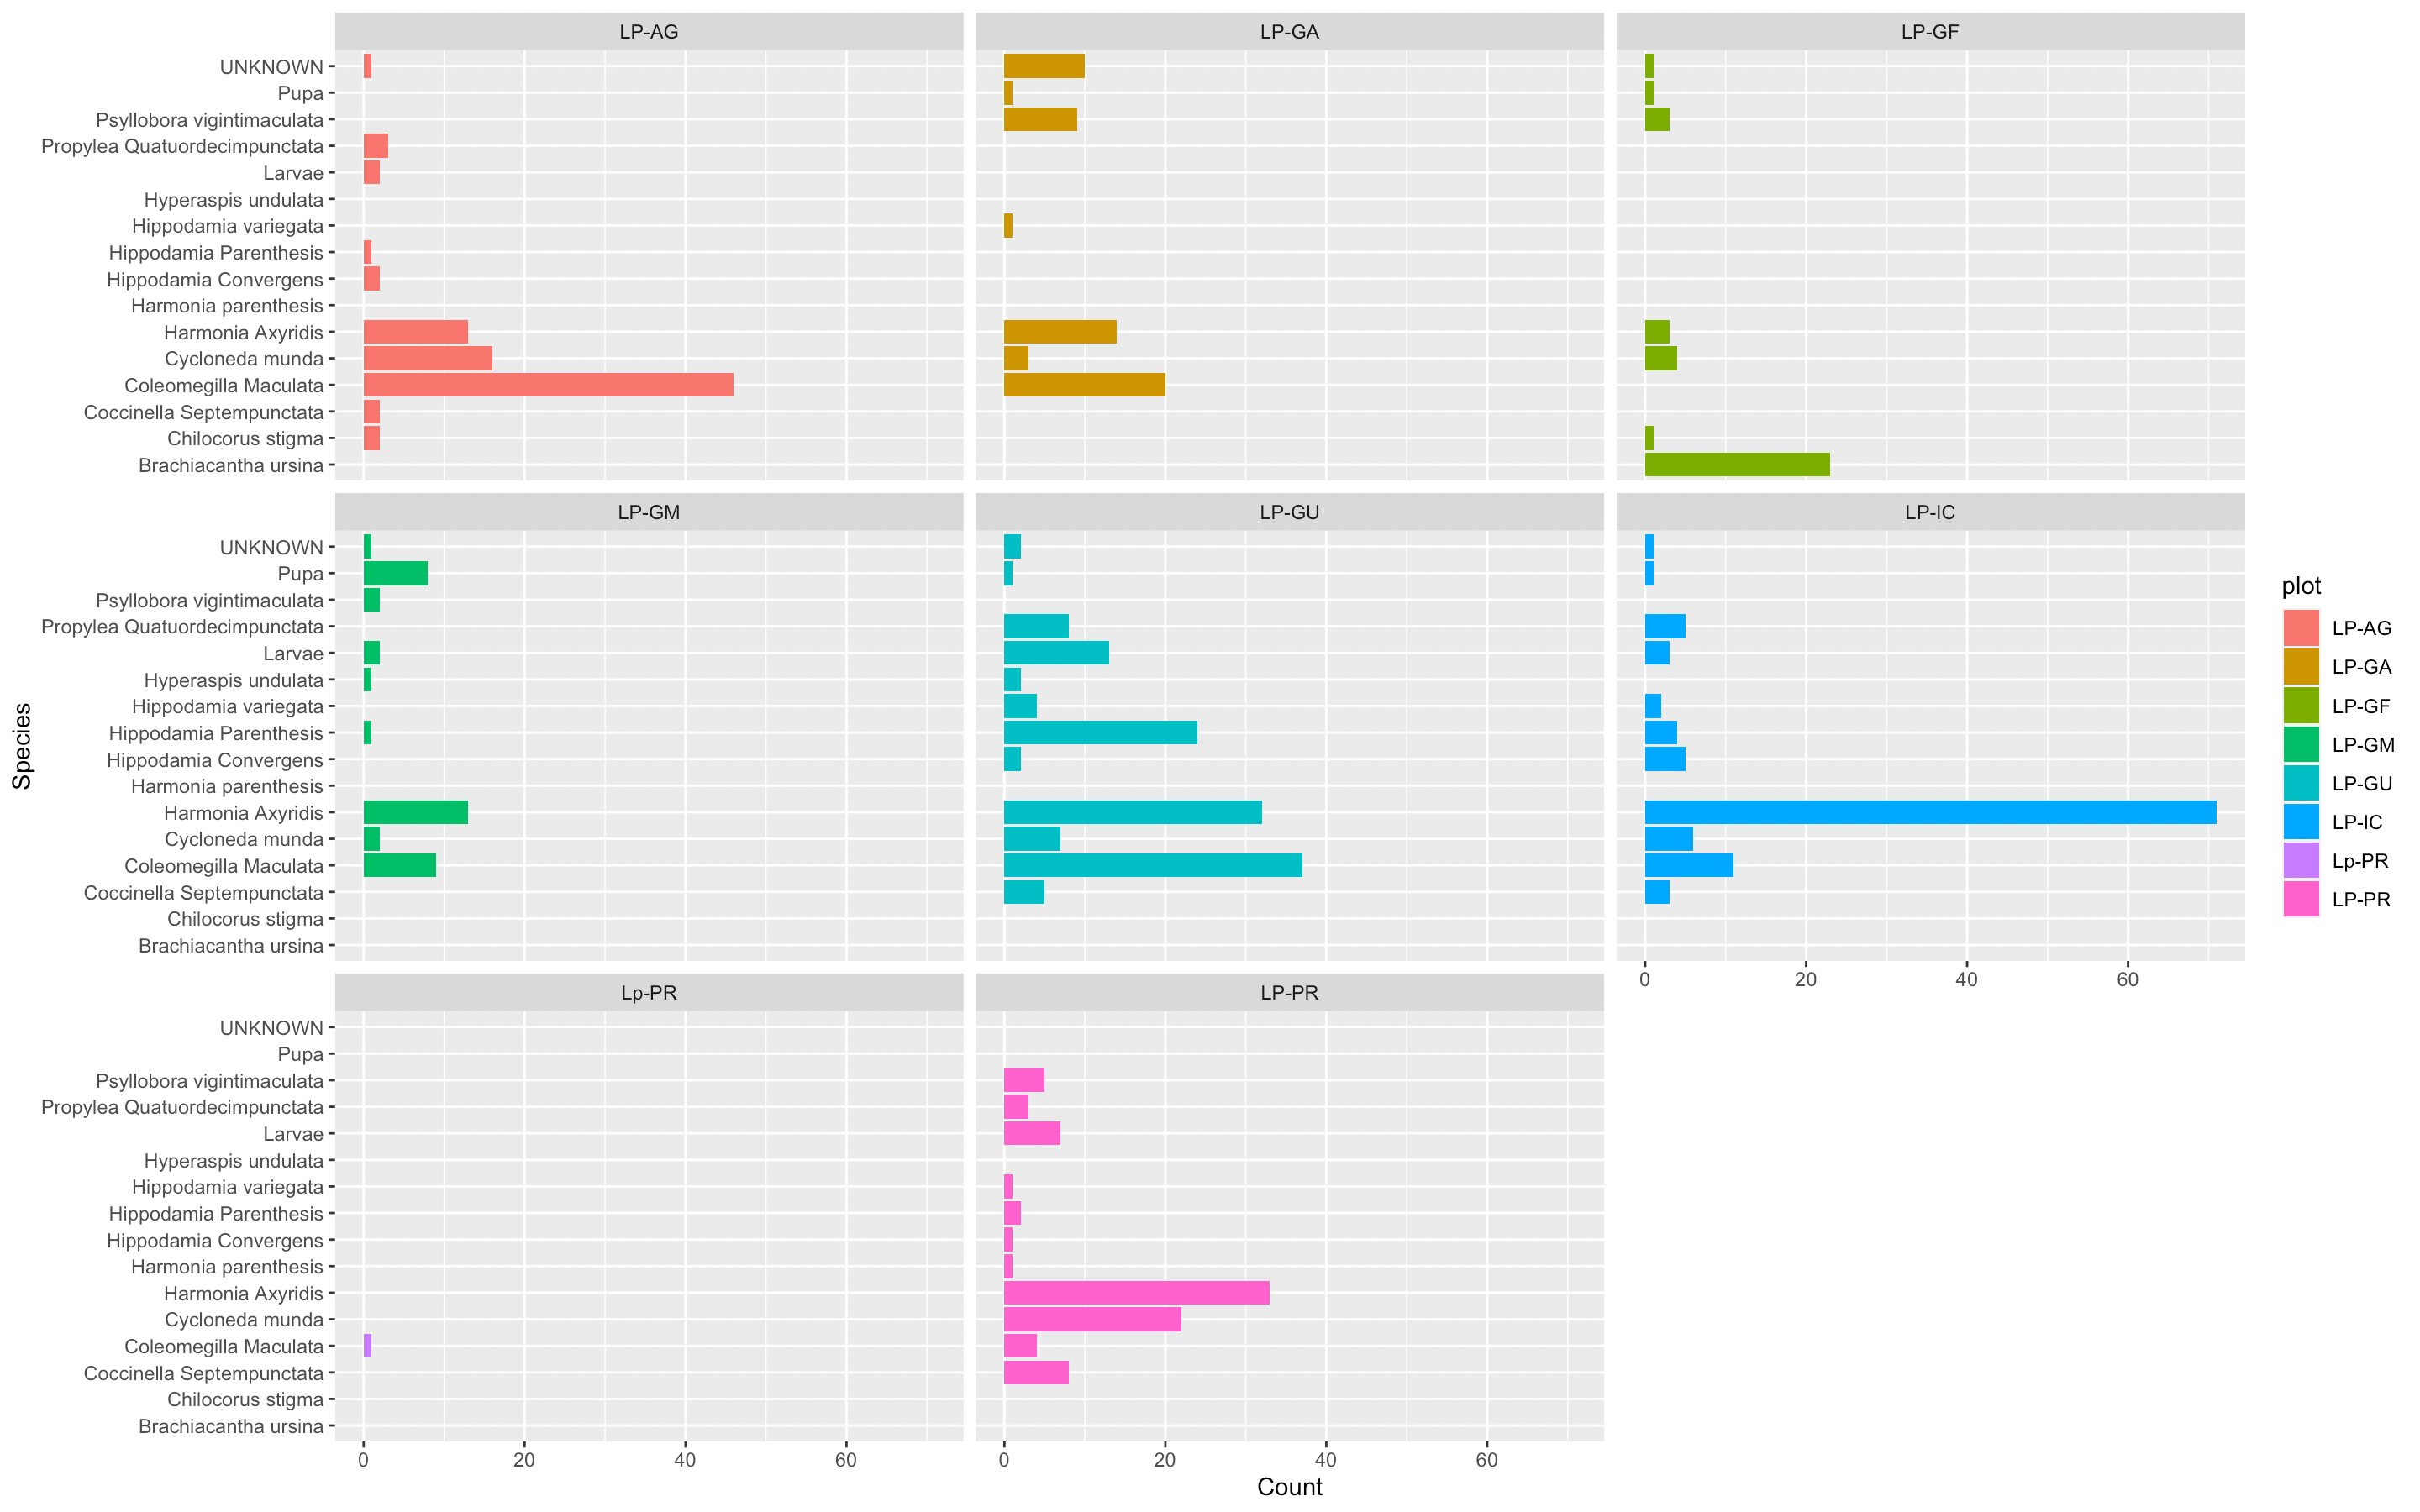 LP-AG LP-GA LP-GF
UNKNOWN
Pupa
Psyllobora vigintimaculata
Propylea Quatuordecimpunctata
Larvae
Hyperaspis undulata
Hippodamia variegata
Hippodamia Parenthesis
Hippodamia Convergens
Harmonia parenthesis
Harmonia Axyridis
Cycloneda munda
Coleomegilla Maculata
Coccinella Septempunctata
Chilocorus stigma
Brachiacantha ursina
LP-GM LP-GU LP-IC
UNKNOWN
Pupa
Psyllobora vigintimaculata
Propylea Quatuordecimpunctata
Larvae
Hyperaspis undulata
Hippodamia variegata
Hippodamia Parenthesis
Hippodamia Convergens
Harmonia parenthesis
Harmonia Axyridis
Cycloneda munda
Coleomegilla Maculata
Coccinella Septempunctata
Chilocorus stigma
Brachiacantha ursina
0 20 40 60
Lp-PR LP-PR
UNKNOWN
Pupa
Psyllobora vigintimaculata
Propylea Quatuordecimpunctata
Larvae
Hyperaspis undulata
Hippodamia variegata
Hippodamia Parenthesis
Hippodamia Convergens
Harmonia parenthesis
Harmonia Axyridis
Cycloneda munda
Coleomegilla Maculata
Coccinella Septempunctata
Chilocorus stigma
Brachiacantha ursina
0 20 40 60 0 20 40 60
Count
Species
plot
LP-AG
LP-GA
LP-GF
LP-GM
LP-GU
LP-IC
Lp-PR
LP-PR